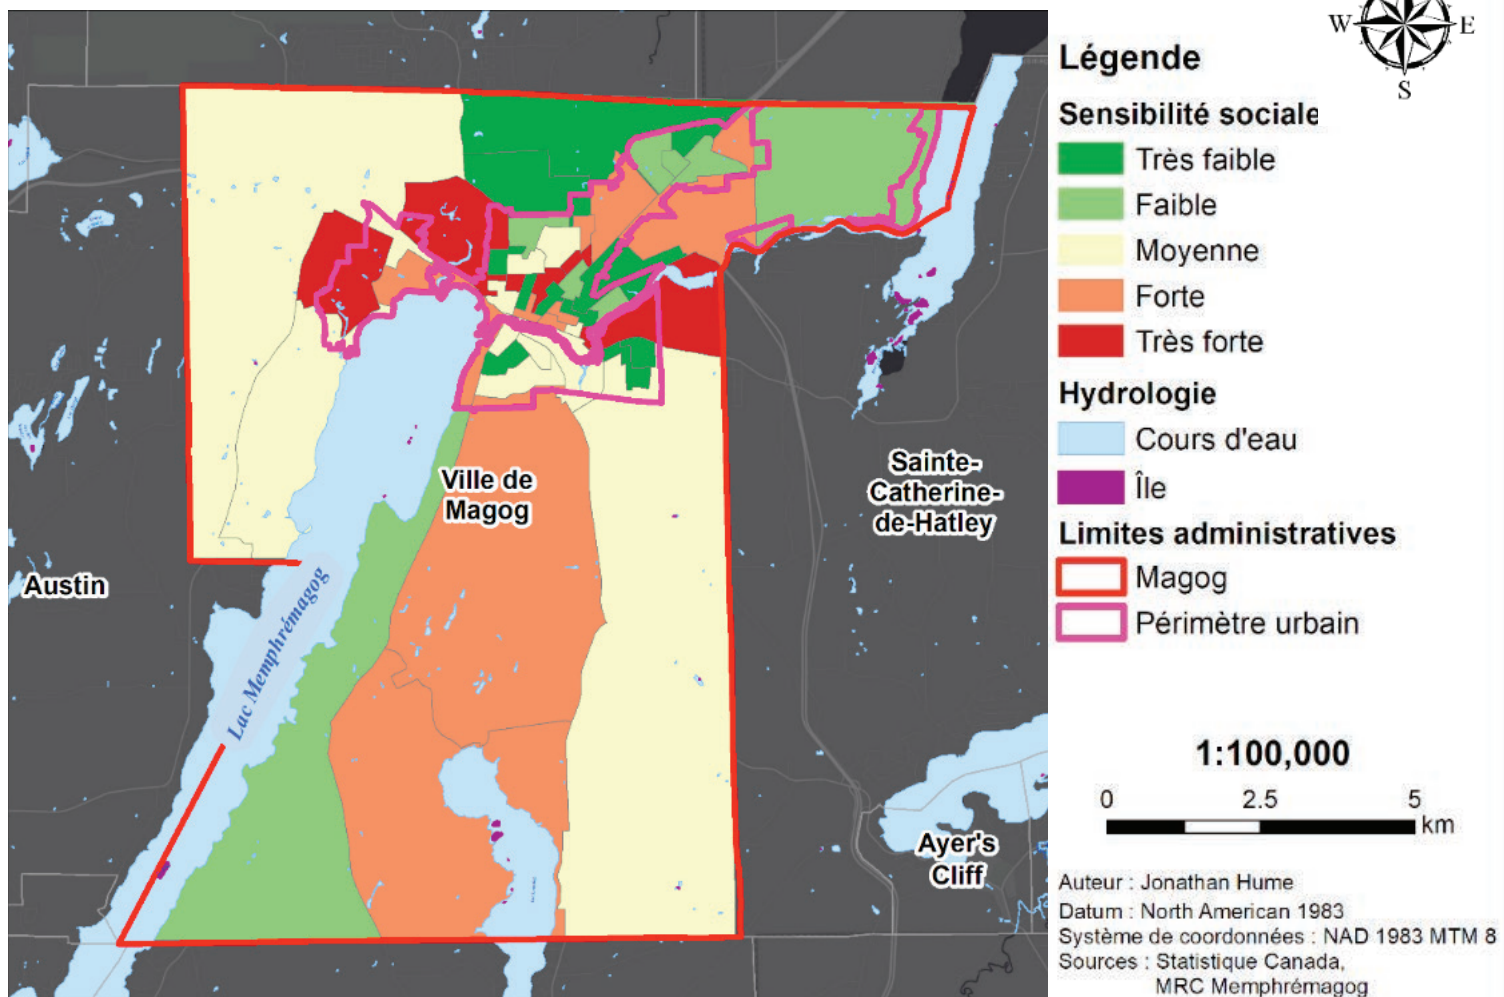 W
E
S
Légende
Sensibilité sociale
Très faible
Faible
Moyenne
Forte
Très forte
Hydrologie
Cours d'eau
Île
Limites administratives
Magog
Périmètre urbain
Ville de
Magog
Sainte-
Catherine-
de-Hatley
Austin
Lac Memphrémagog
Ayer's
Cliff
1:100,000
0 2.5 5
km
Auteur : Jonathan Hume
Datum : North American 1983
Système de coordonnées : NAD 1983 MTM 8
Sources : Statistique Canada,
MRC Memphrémagog